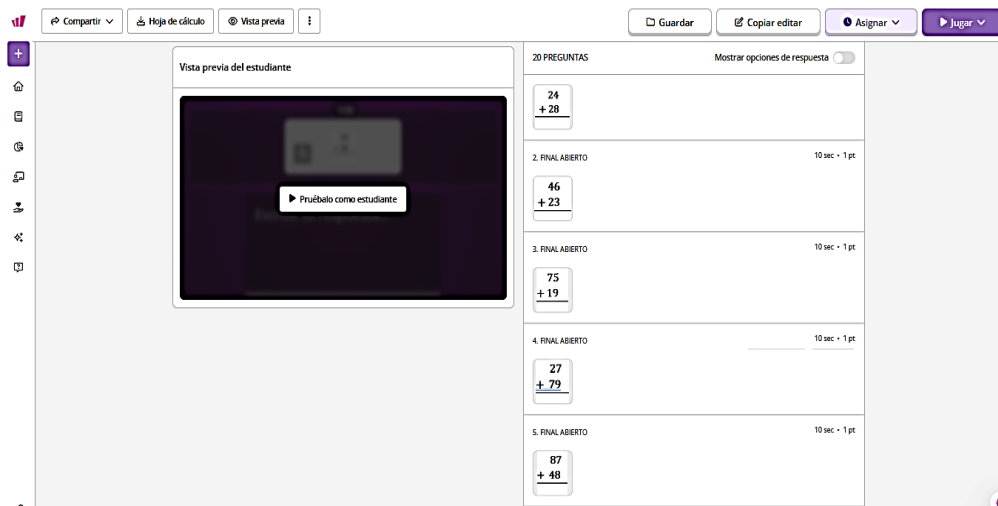 Compartir
Hoja de cálculo
Vista previa
Guardar
Copiar editar
Asignar
Jugar
Vista previa del estudiante
Pruébalo como estudiante
20 PREGUNTAS
Mostrar opciones de respuesta
24
+ 28
2. FINAL ABIERTO
10 sec • 1 pt
46
+ 23
3. FINAL ABIERTO
10 sec • 1 pt
75
+ 19
4. FINAL ABIERTO
10 sec • 1 pt
27
+ 79
5. FINAL ABIERTO
10 sec • 1 pt
87
+ 48